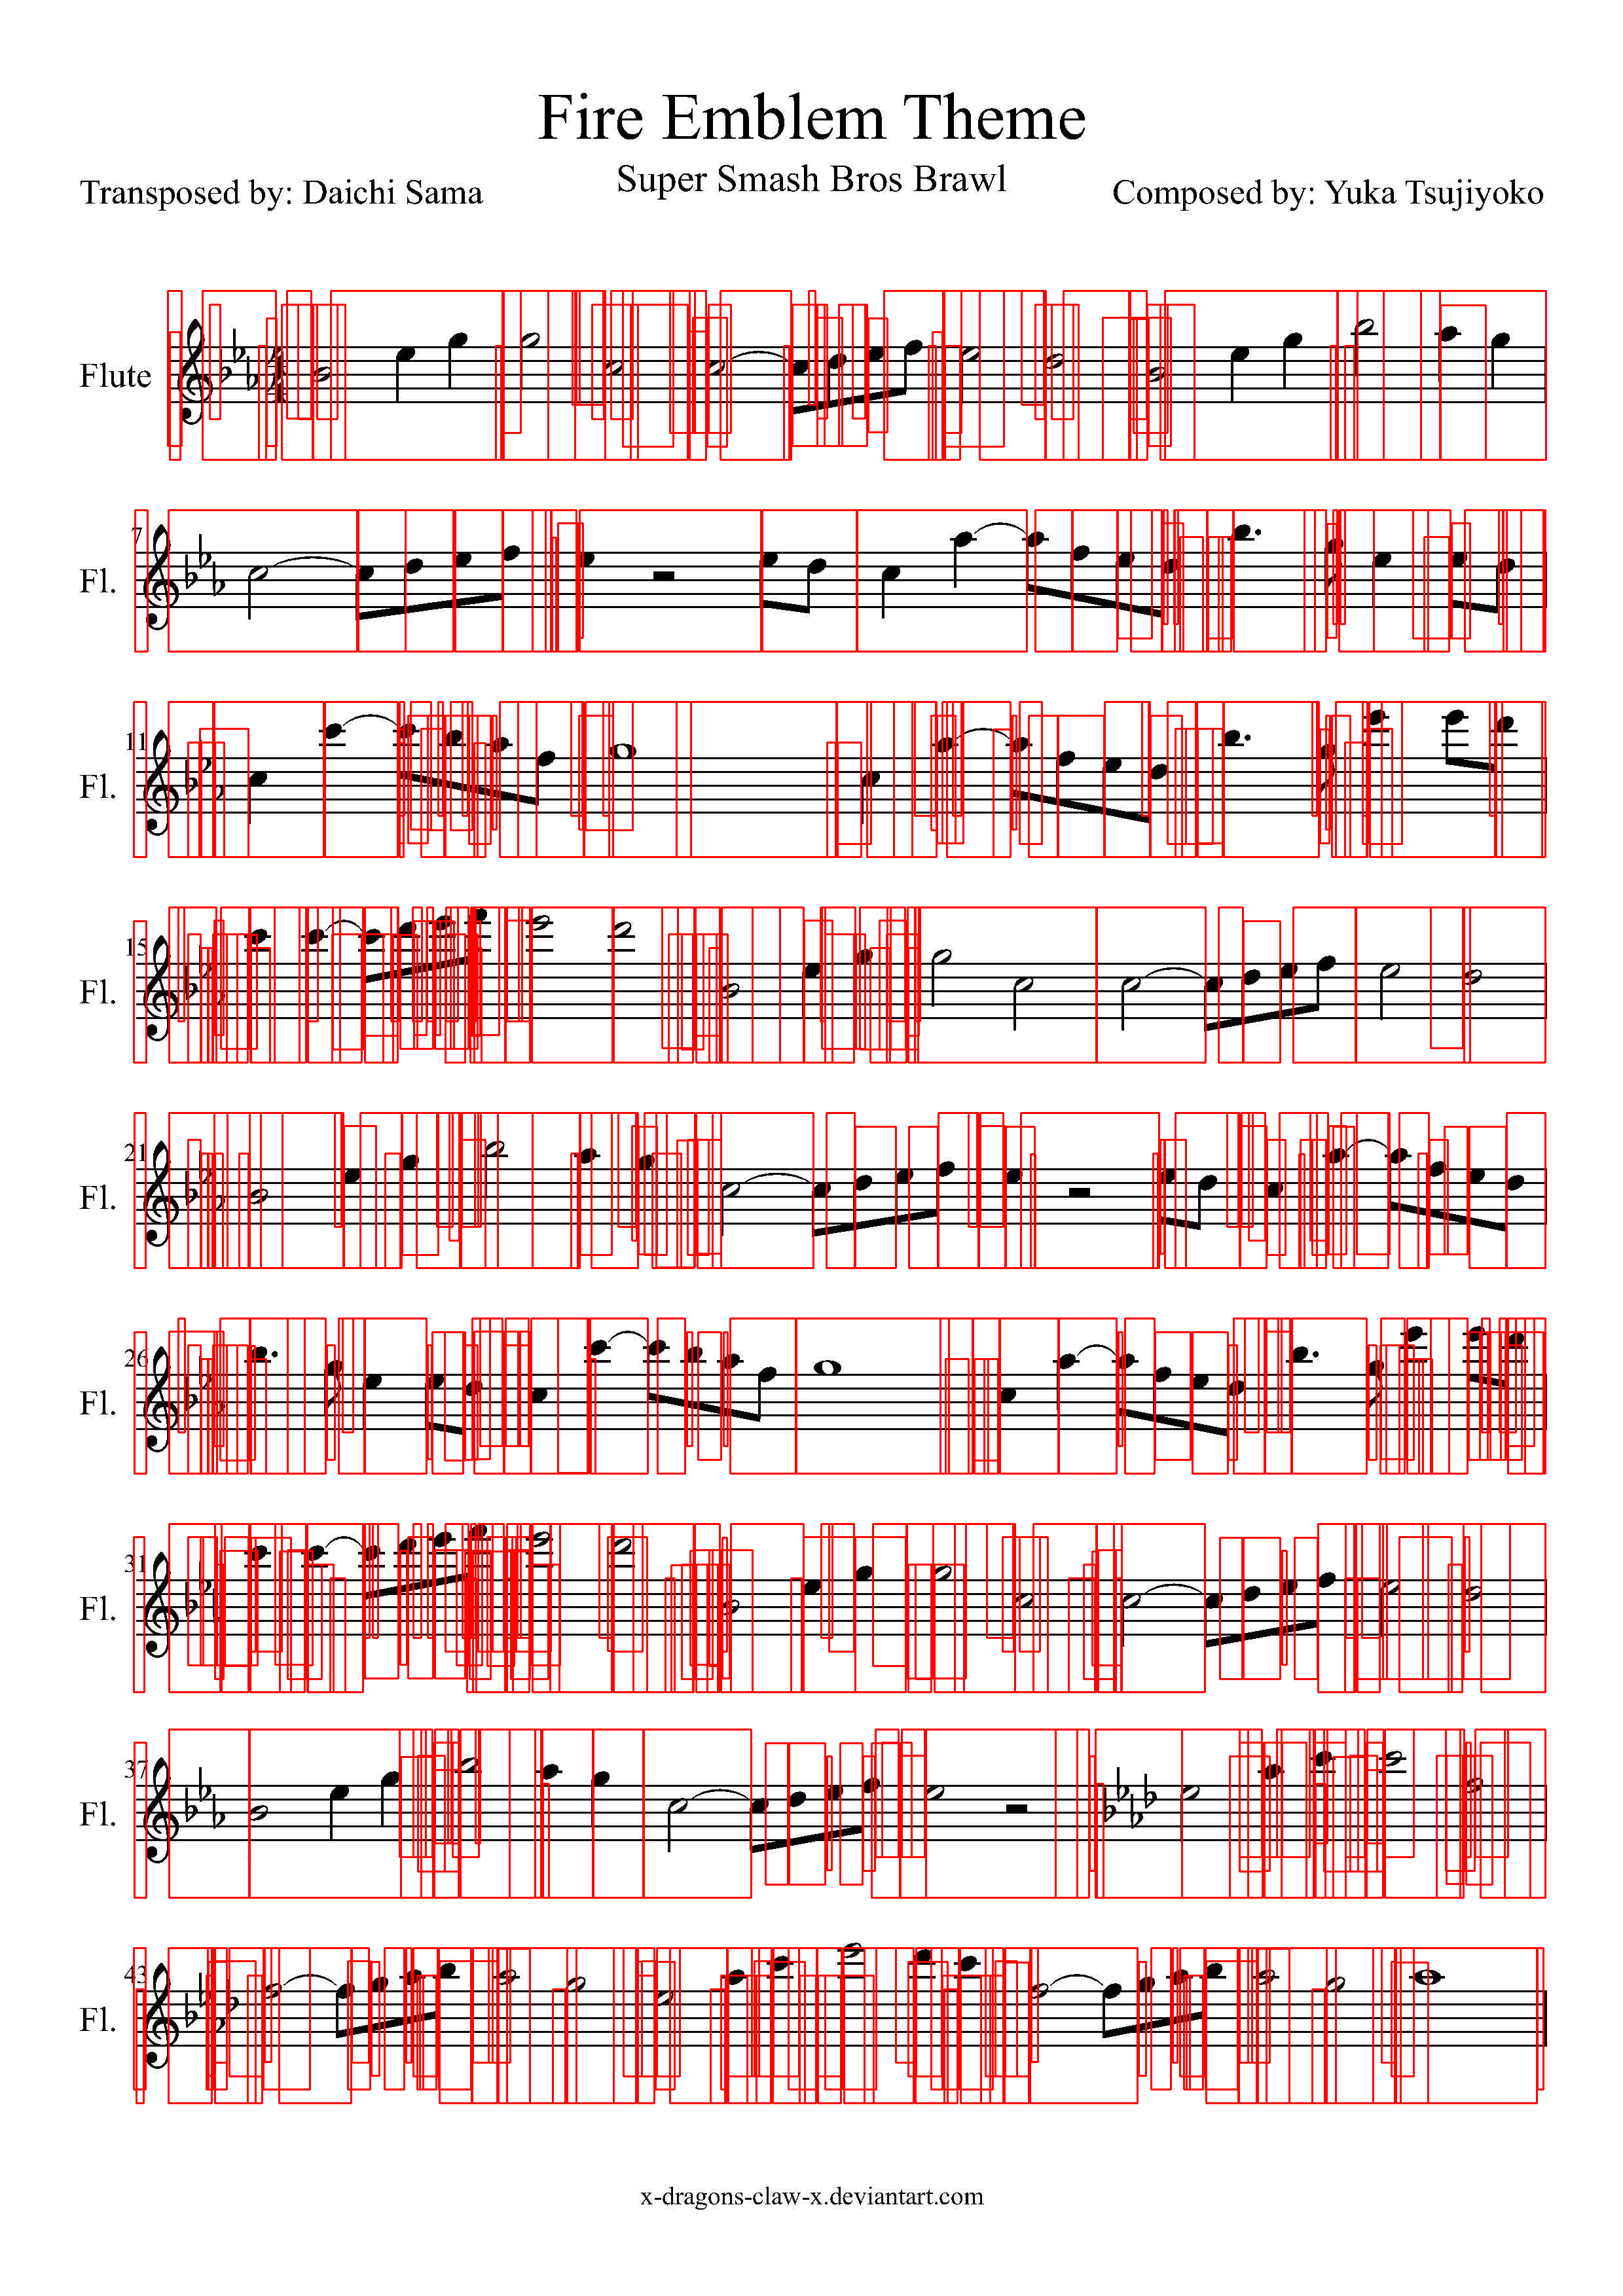 Fire Emblem Theme
Super Smash Bros Brawl
Transposed by: Daichi Sama
Composed by: Yuka Tsujiyoko
Flute
7
Fl.
11
Fl.
15
Fl.
21
Fl.
26
Fl.
31
Fl.
37
Fl.
43
Fl.
x-dragons-claw-x.deviantart.com